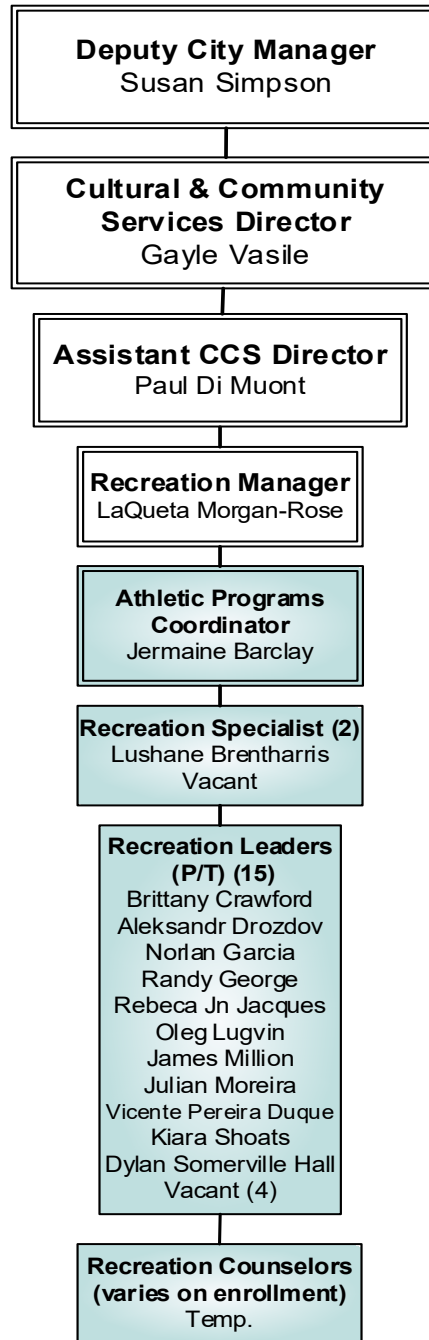 Deputy City Manager
Susan Simpson
Cultural & Community
Services Director
Gayle Vasile
Assistant CCS Director
Paul Di Muont
Recreation Manager
LaQueta Morgan-Rose
Athletic Programs
Coordinator
Jermaine Barclay
Recreation Specialist (2)
Lushane Brentharris
Vacant
Recreation Leaders
(P/T) (15)
Brittany Crawford
Aleksandr Drozdov
Norlan Garcia
Randy George
Rebeca Jn Jacques
Oleg Lugvin
James Million
Julian Moreira
Vicente Pereira Duque
Kiara Shoats
Dylan Somerville Hall
Vacant (4)
Recreation Counselors
(varies on enrollment)
Temp.